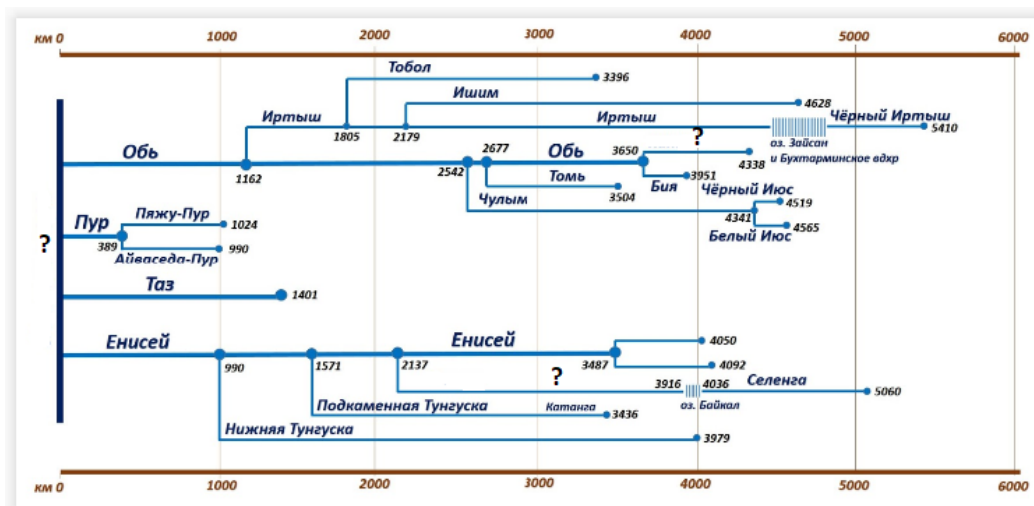 км 0 1000 2000 3000 4000 5000 6000
Тобол
3396
Ишим
4628
Иртыш
Иртыш
Чёрный Иртыш
1805
2179
5410
оз. Зайсан
и Бухтарминское вдхр
?
Обь
2677
Обь
3650
4338
1162
2542
Томь
3951
Бия
3504
Чёрный Июс
Чулым
4519
4341
4565
Белый Июс
Пур
Пяжу-Пур
1024
?
389
990
Айваседа-Пур
Таз
1401
Енисей
Енисей
4050
990
1571
2137
3487
4092
?
3916
4036
Селенга
5060
оз. Байкал
Подкаменная Тунгуска
Катанга
3436
Нижняя Тунгуска
3979
км 0 1000 2000 3000 4000 5000 6000